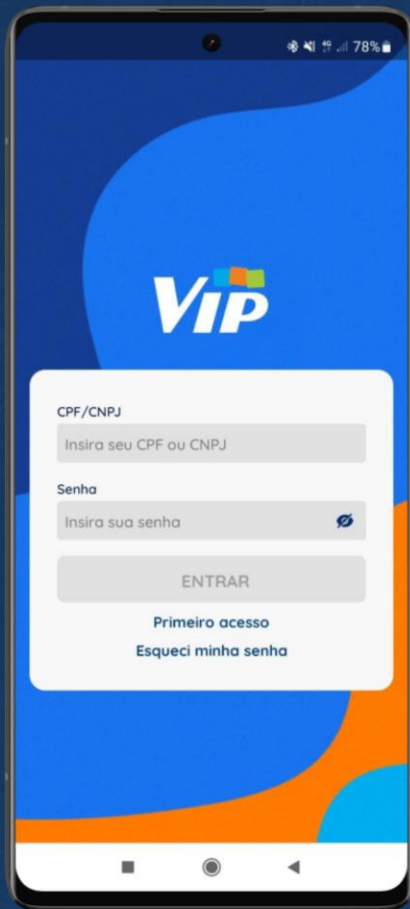 4G 78%
VIP
CPF/CNPJ
Insira seu CPF ou CNPJ
Senha
Insira sua senha
ENTRAR
Primeiro acesso
Esqueci minha senha